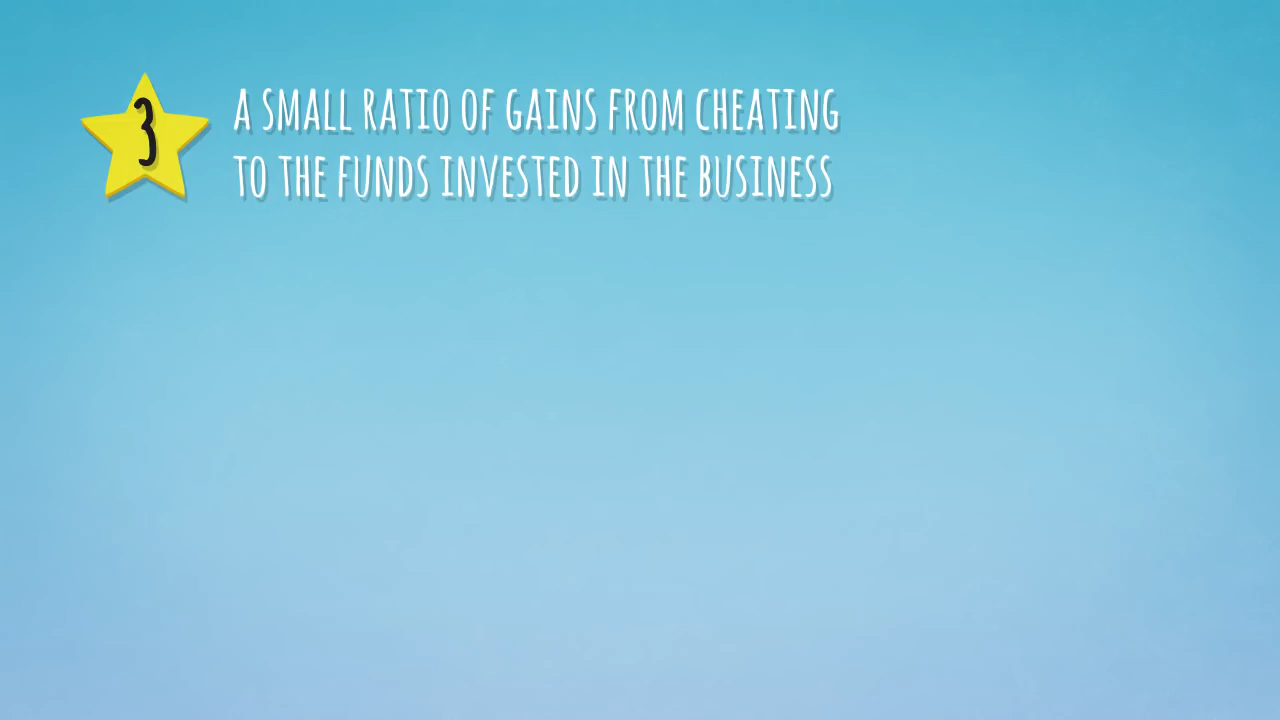 3
A SMALL RATIO OF GAINS FROM CHEATING
TO THE FUNDS INVESTED IN THE BUSINESS